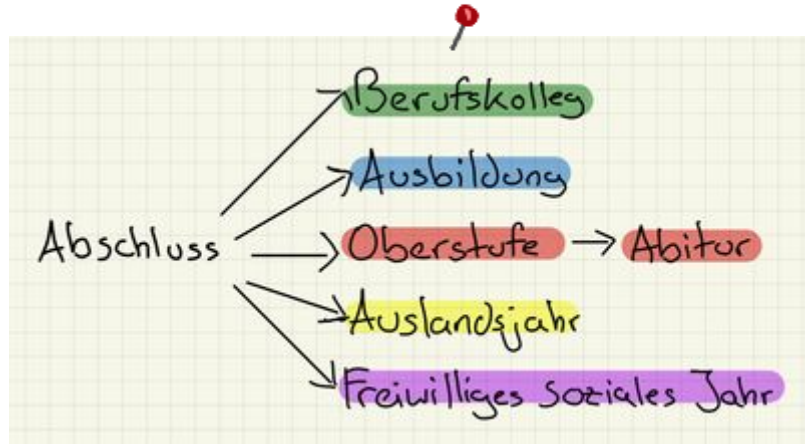 Berufskolleg
Ausbildung
Abschluss
Oberstufe → Abitur
Auslandsjahr
Freiwilliges soziales Jahr